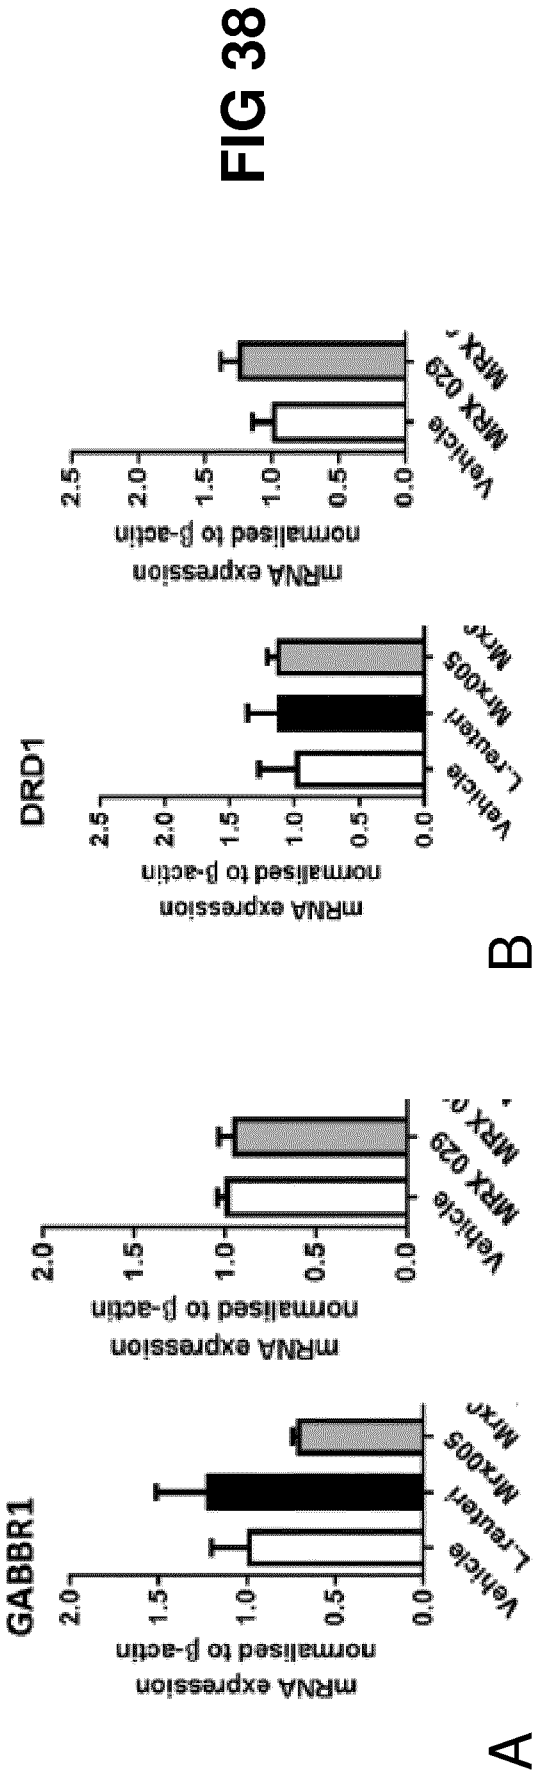 FIG 38
A
GABBR1
mRNA expression
normalised to β-actin
2.0
1.5
1.0
0.5
0.0
Vehicle
L.reuteri
Mrx005
mRNA expression
normalised to β-actin
2.0
1.5
1.0
0.5
0.0
Vehicle
MRX 029
MRX
B
DRD1
mRNA expression
normalised to β-actin
2.5
2.0
1.5
1.0
0.5
0.0
Vehicle
L.reuteri
Mrx005
mRNA expression
normalised to β-actin
2.5
2.0
1.5
1.0
0.5
0.0
Vehicle
MRX 029
MRX